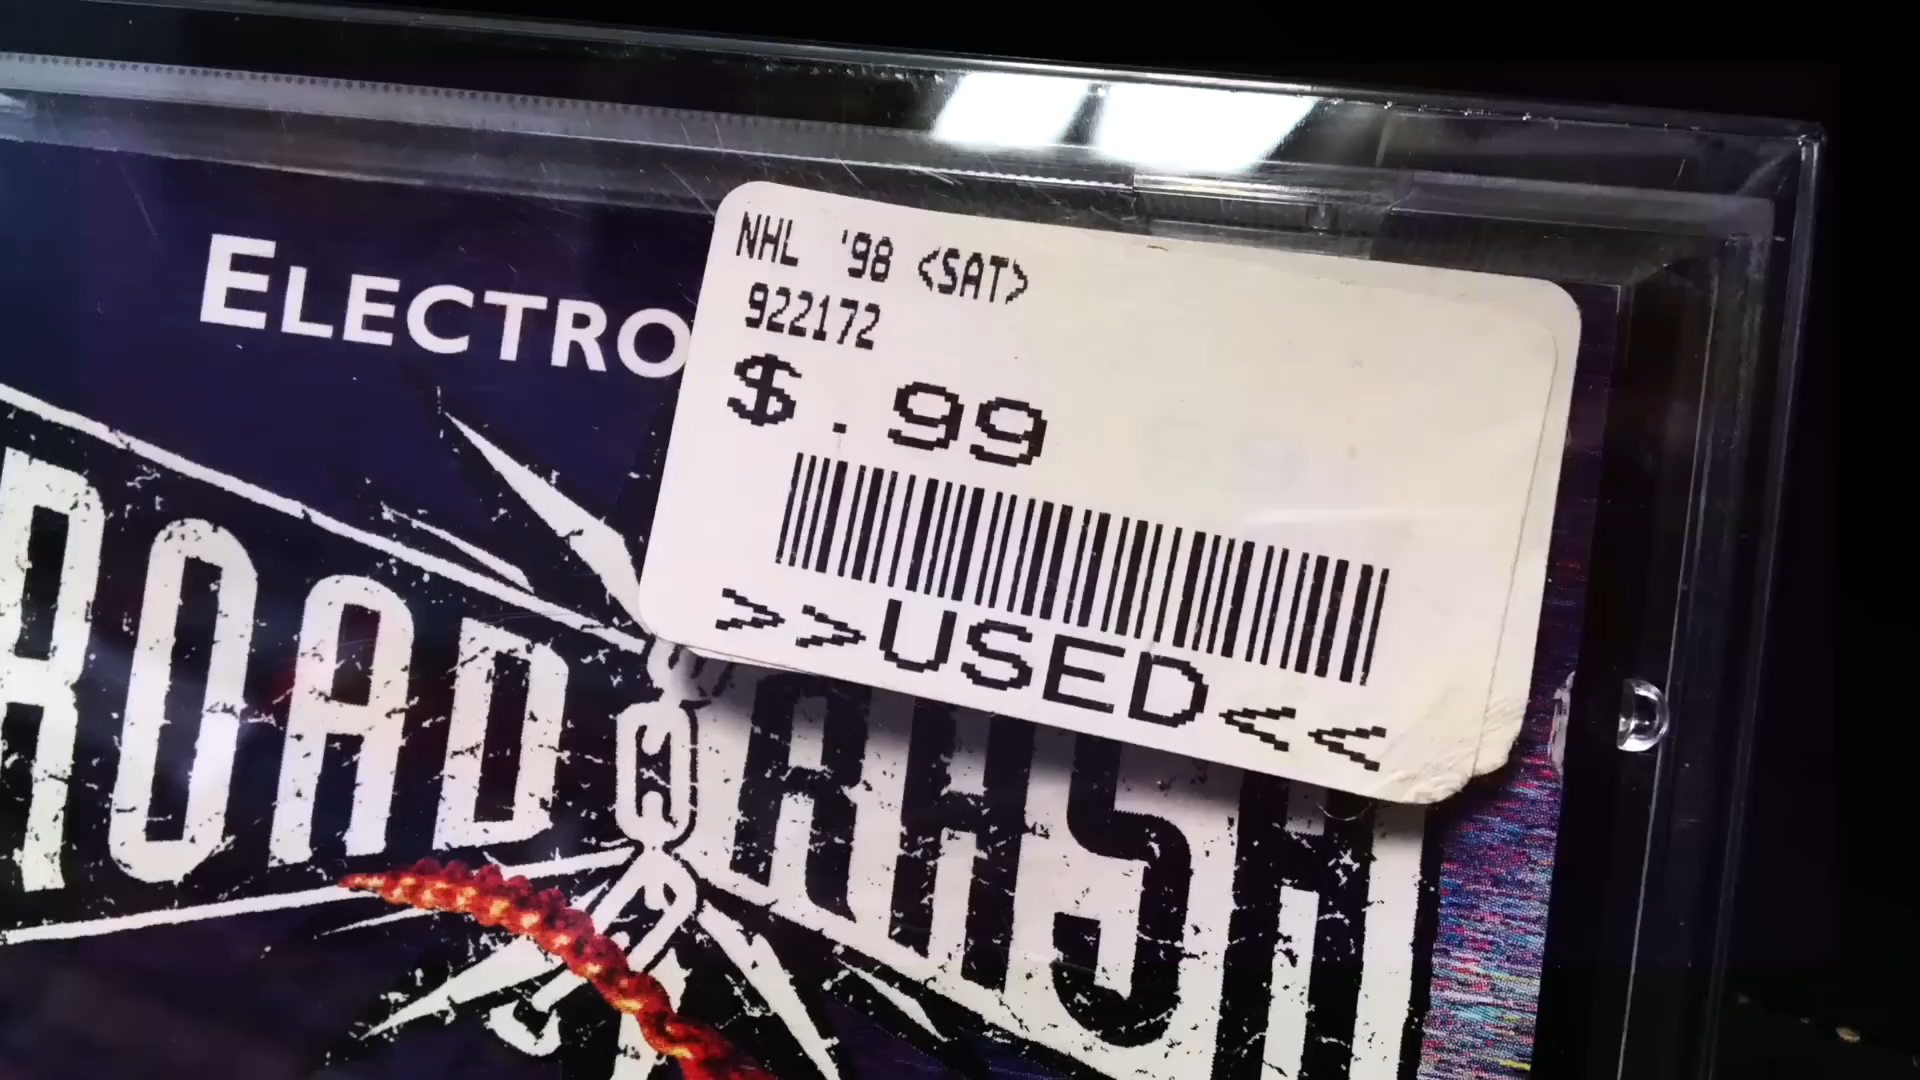 ELECTRO
NHL '98 <SAT>
922172
$.99
>>USED<<
ROAD RASH